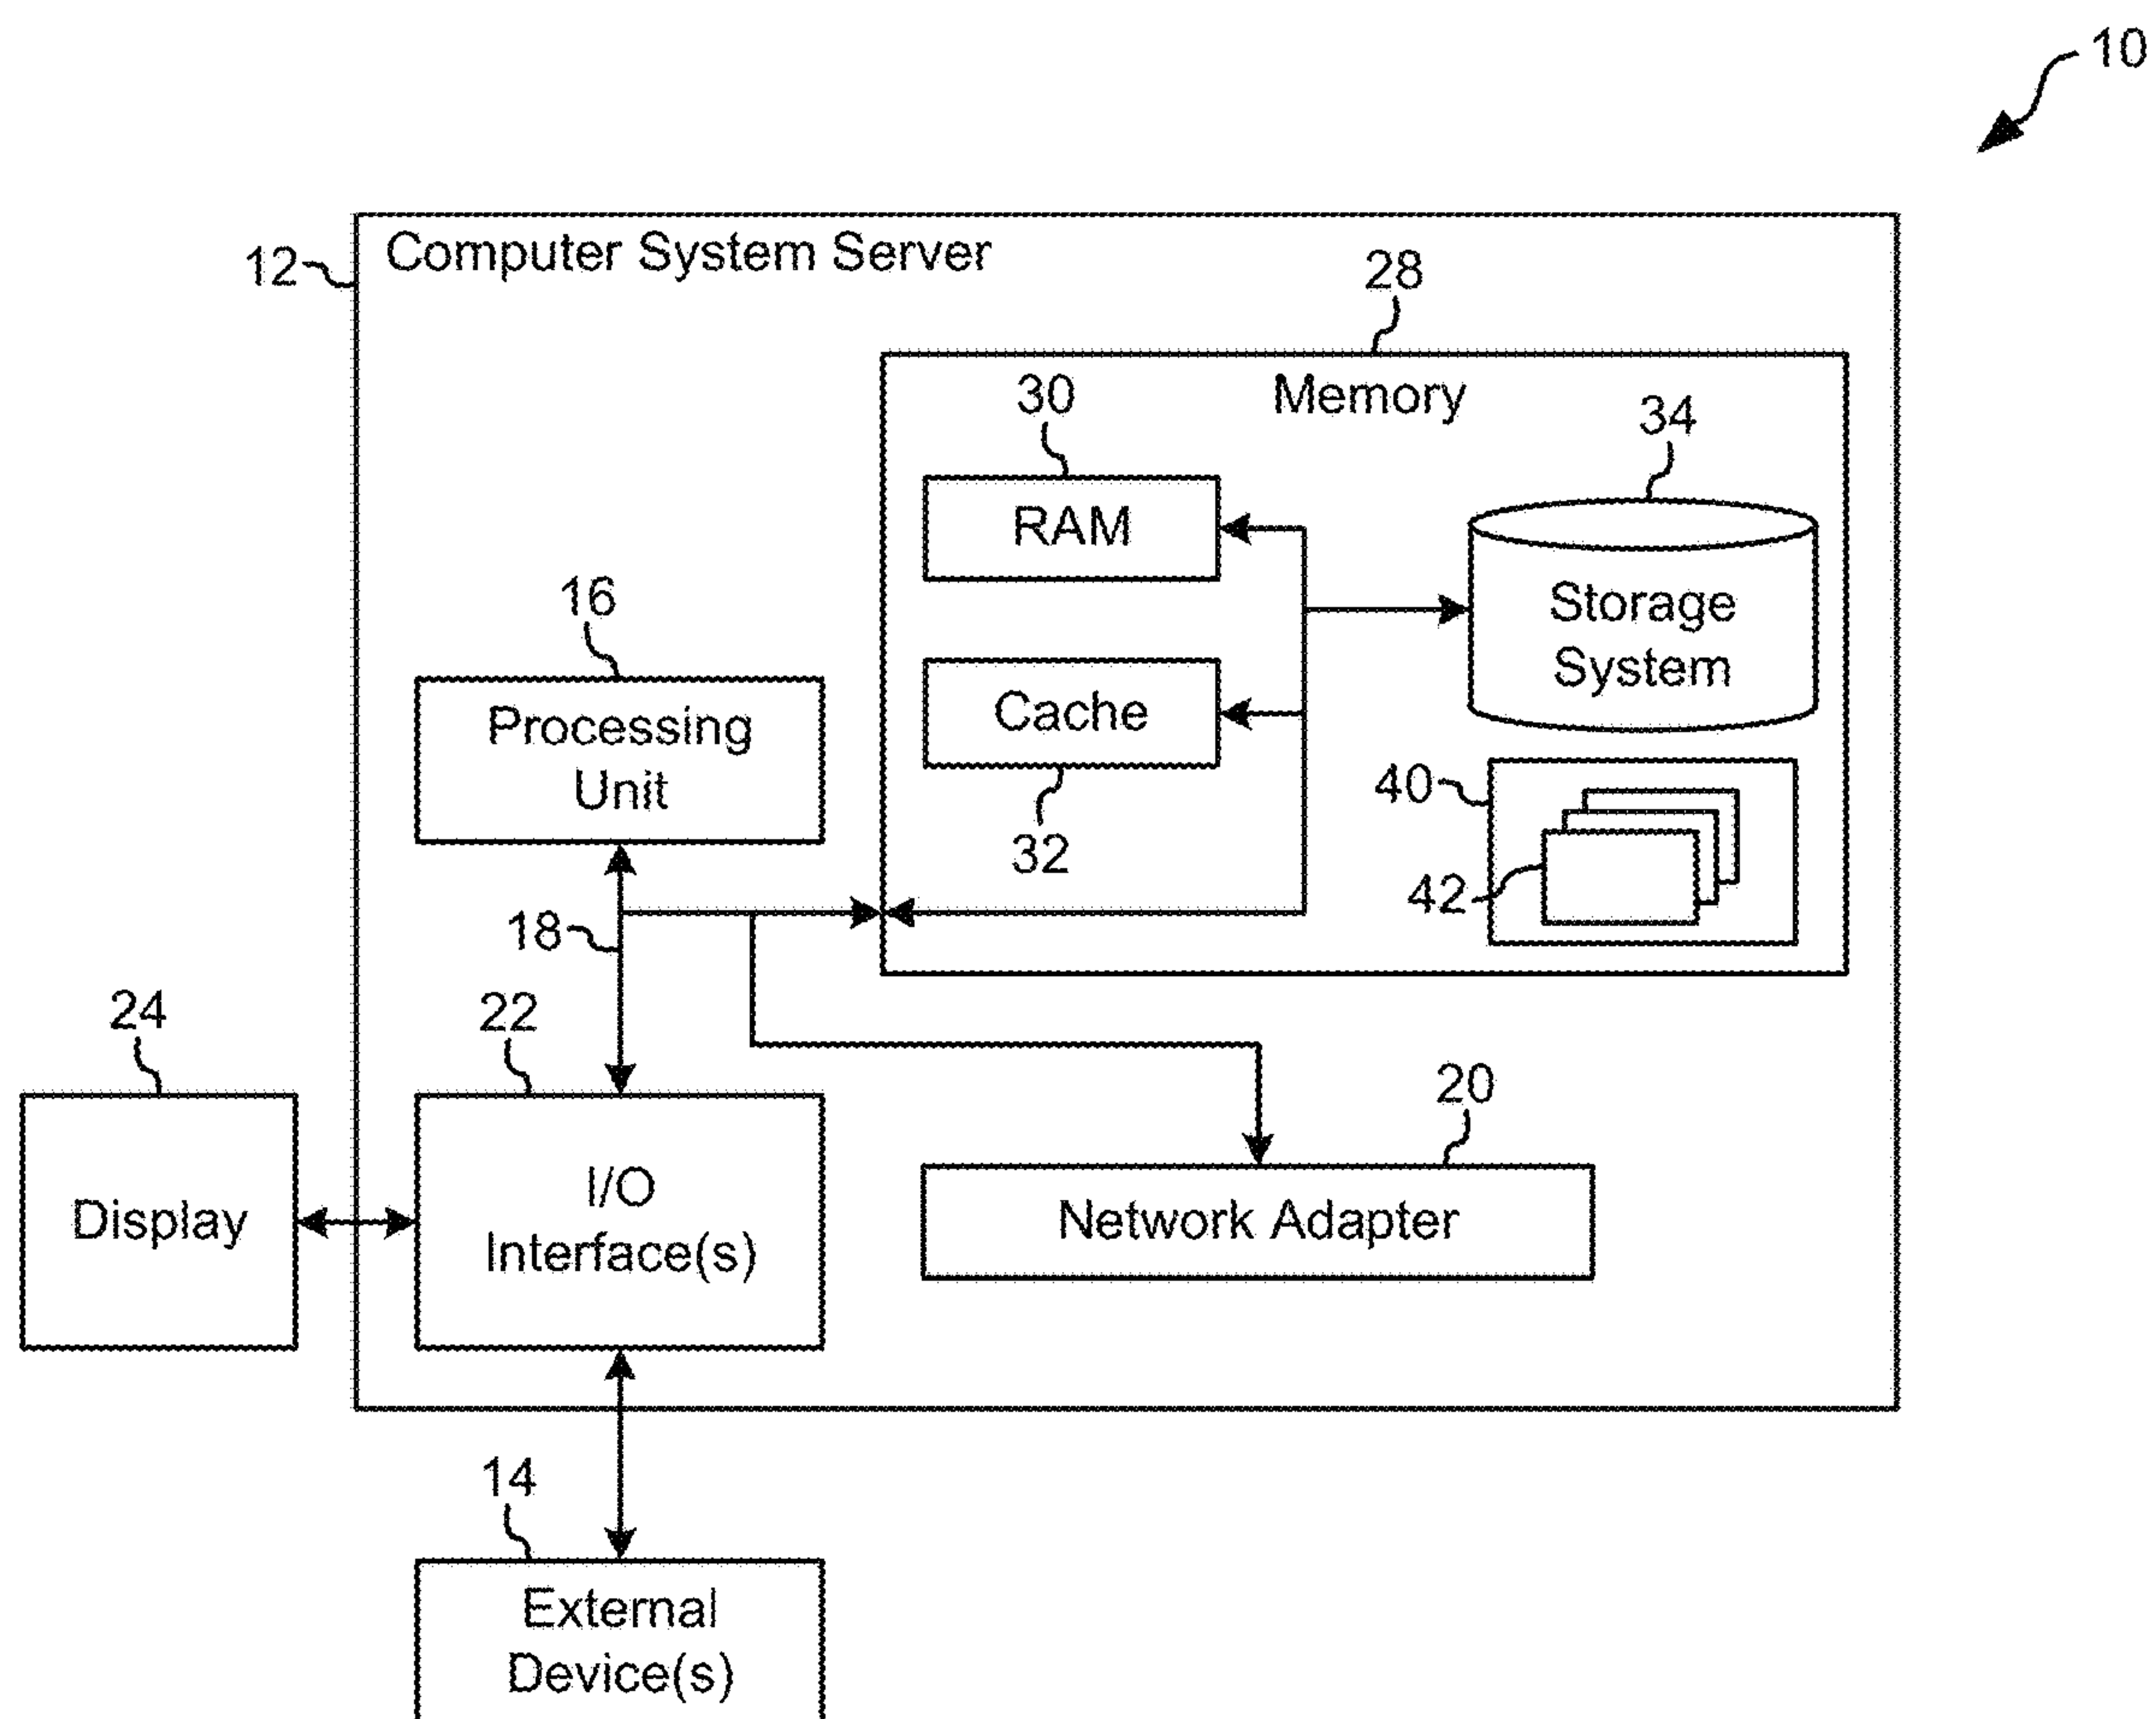 10
12
Computer System Server
28
Memory
30
RAM
34
Storage
System
16
Processing
Unit
Cache
32
40
42
18
24
22
20
Display
I/O
Interface(s)
Network Adapter
14
External
Device(s)